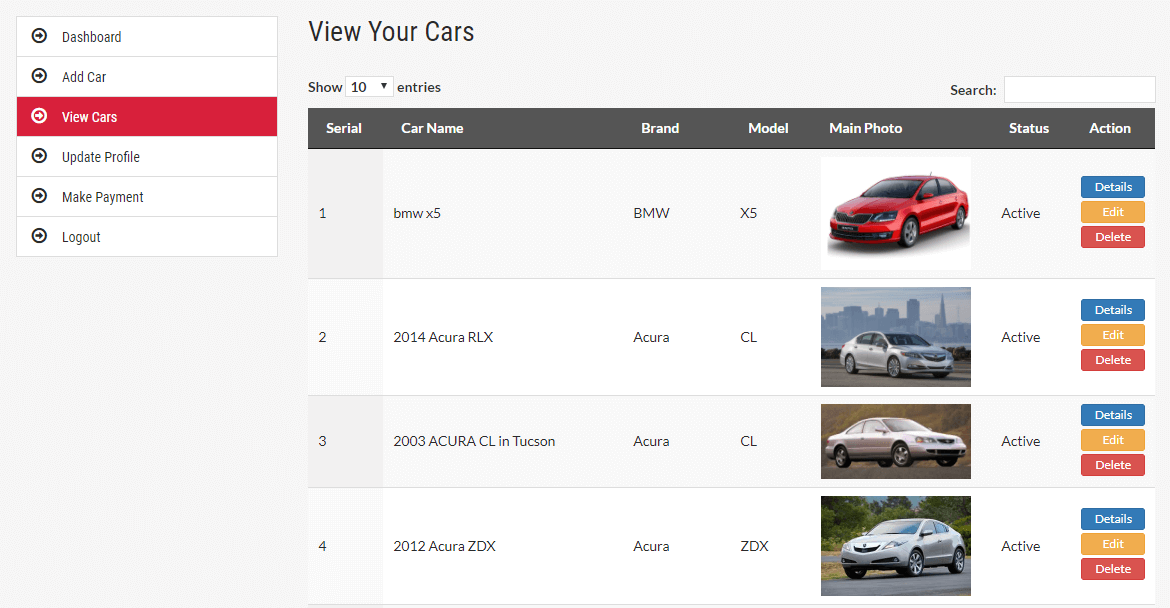 View Your Cars
Dashboard
Add Car
View Cars
Update Profile
Make Payment
Logout
Show 10 entries
Search:
Serial Car Name Brand Model Main Photo Status Action
1 bmw x5 BMW X5 Active
Details
Edit
Delete
2 2014 Acura RLX Acura CL Active
Details
Edit
Delete
3 2003 ACURA CL in Tucson Acura CL Active
Details
Edit
Delete
4 2012 Acura ZDX Acura ZDX Active
Details
Edit
Delete